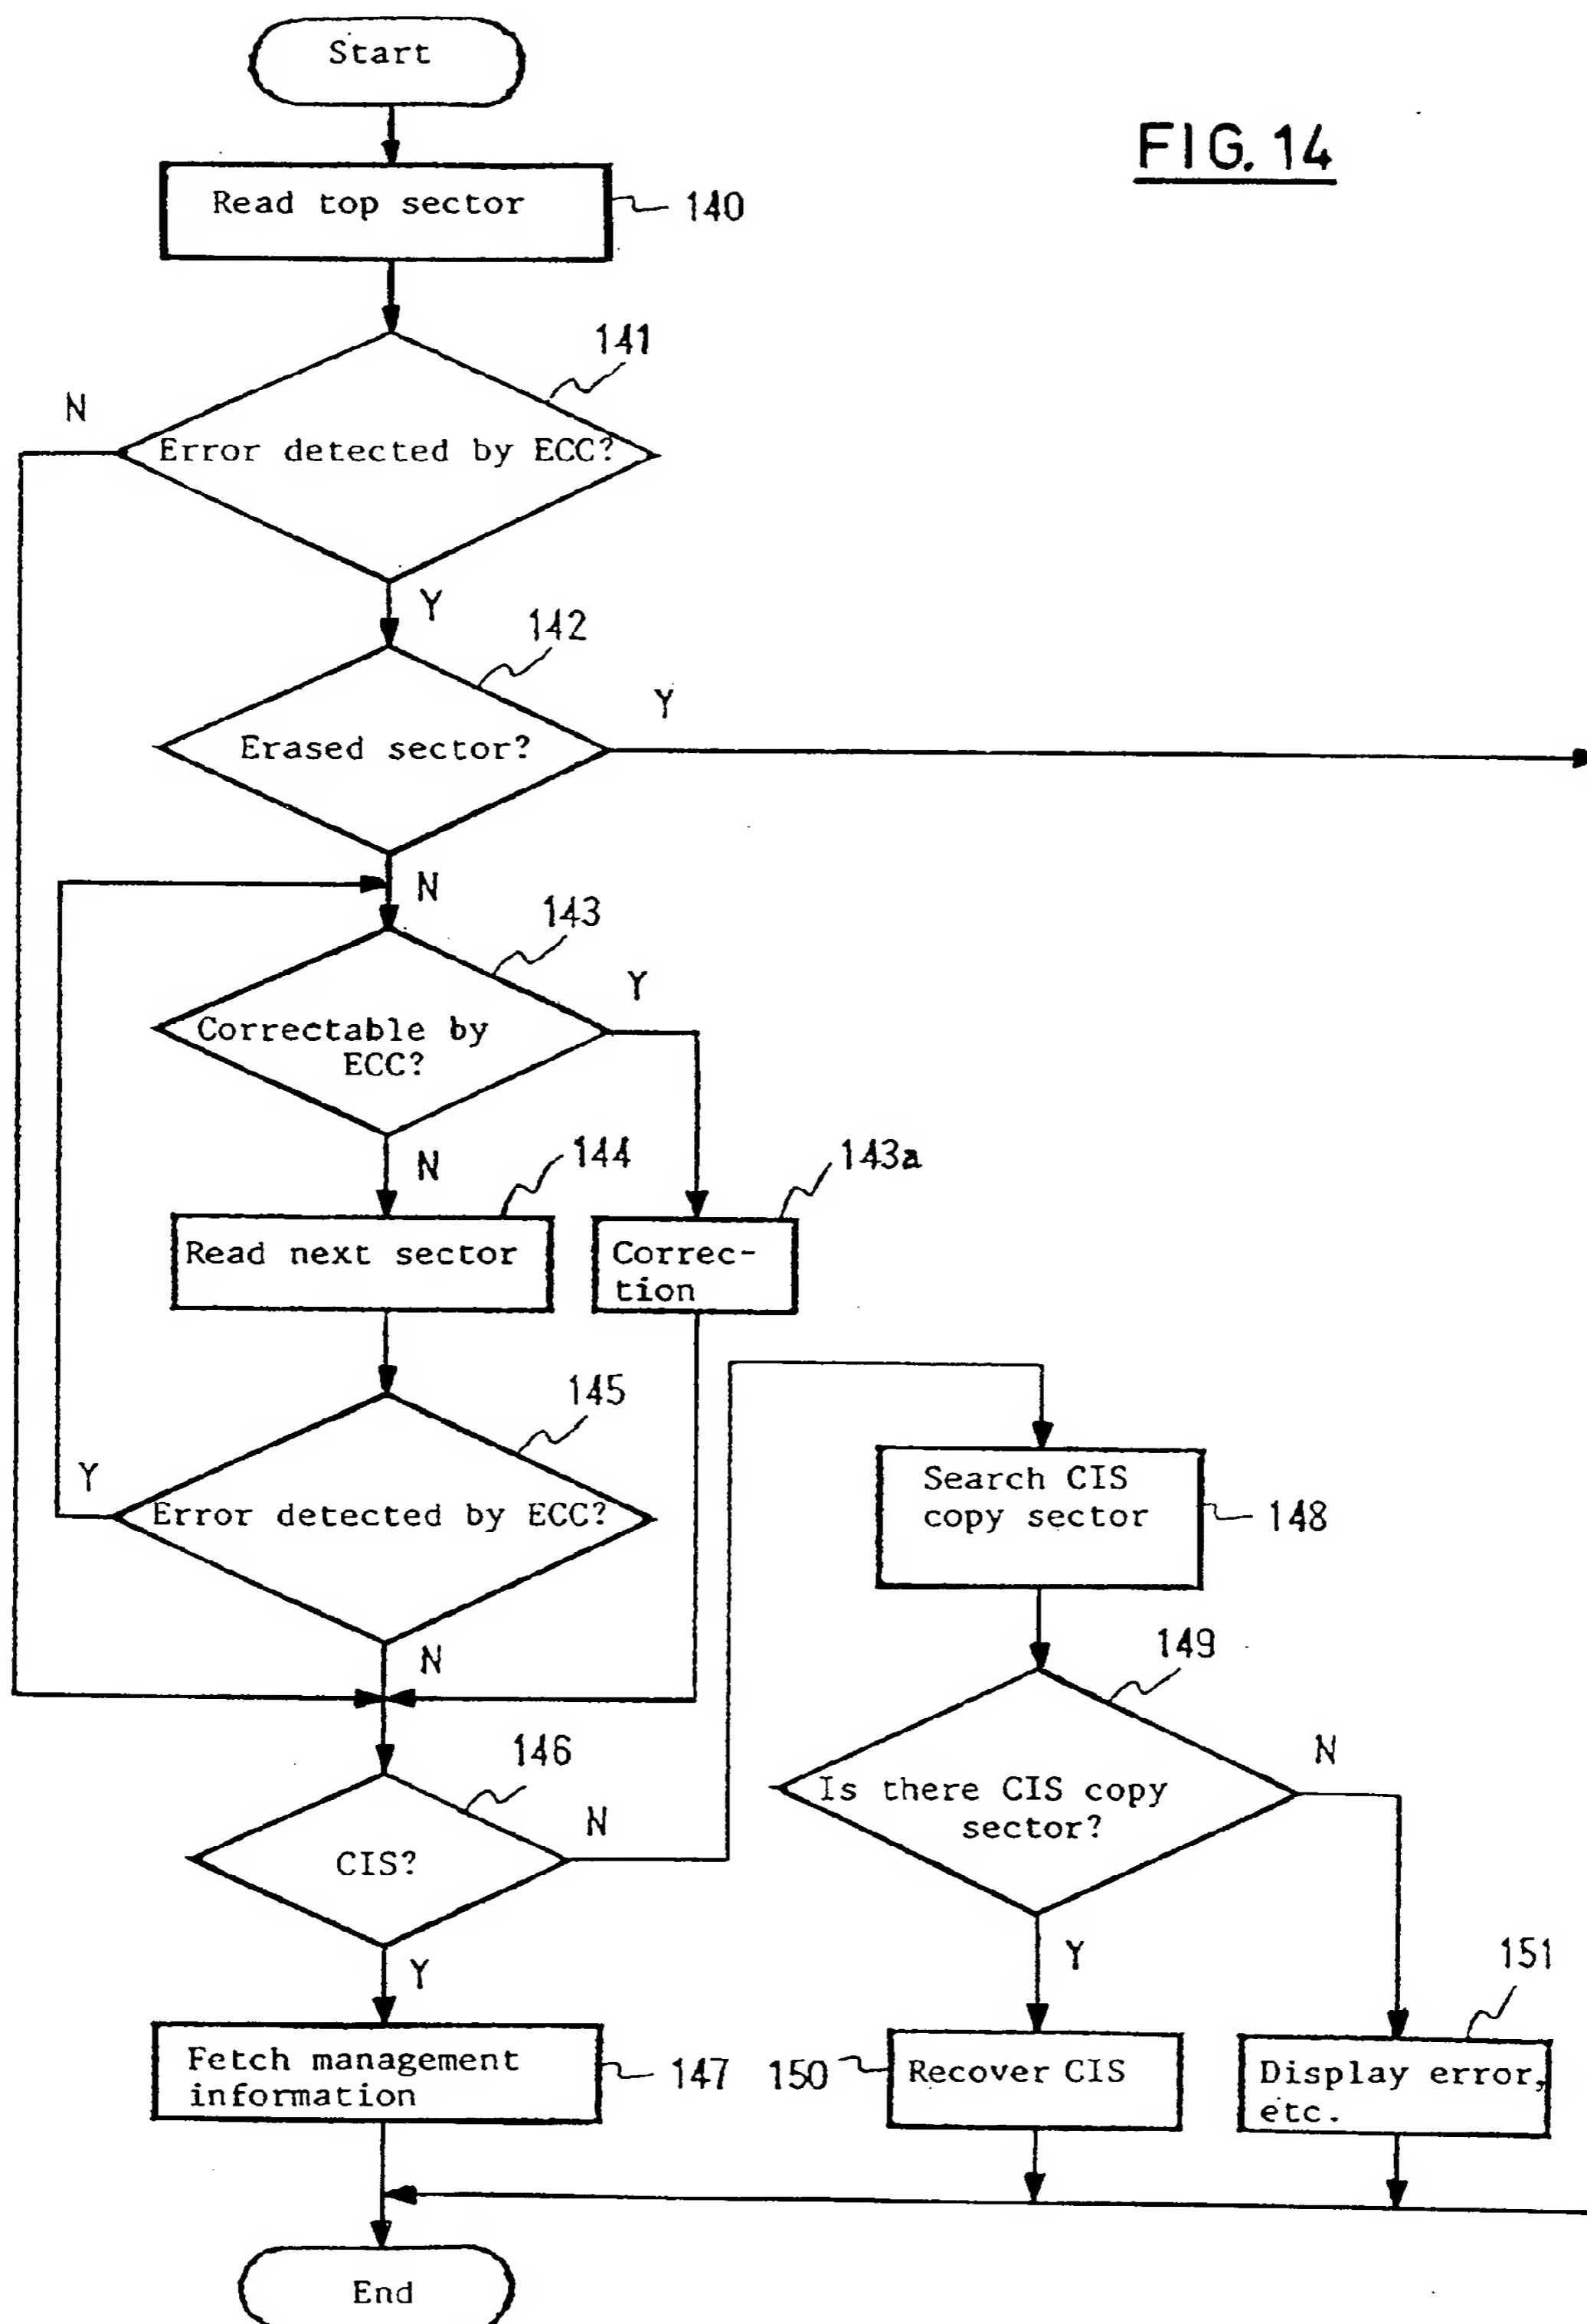 Start
FIG. 14
Read top sector
140
141
N
Error detected by ECC?
Y
142
Y
Erased sector?
N
143
Y
Correctable by
ECC?
N
144
143a
Read next sector
Correc-
tion
145
Y
Error detected by ECC?
N
Search CIS
copy sector
148
149
N
Is there CIS copy
sector?
146
N
CIS?
Y
Y
151
Fetch management
information
147
150
Recover CIS
Display error,
etc.
End